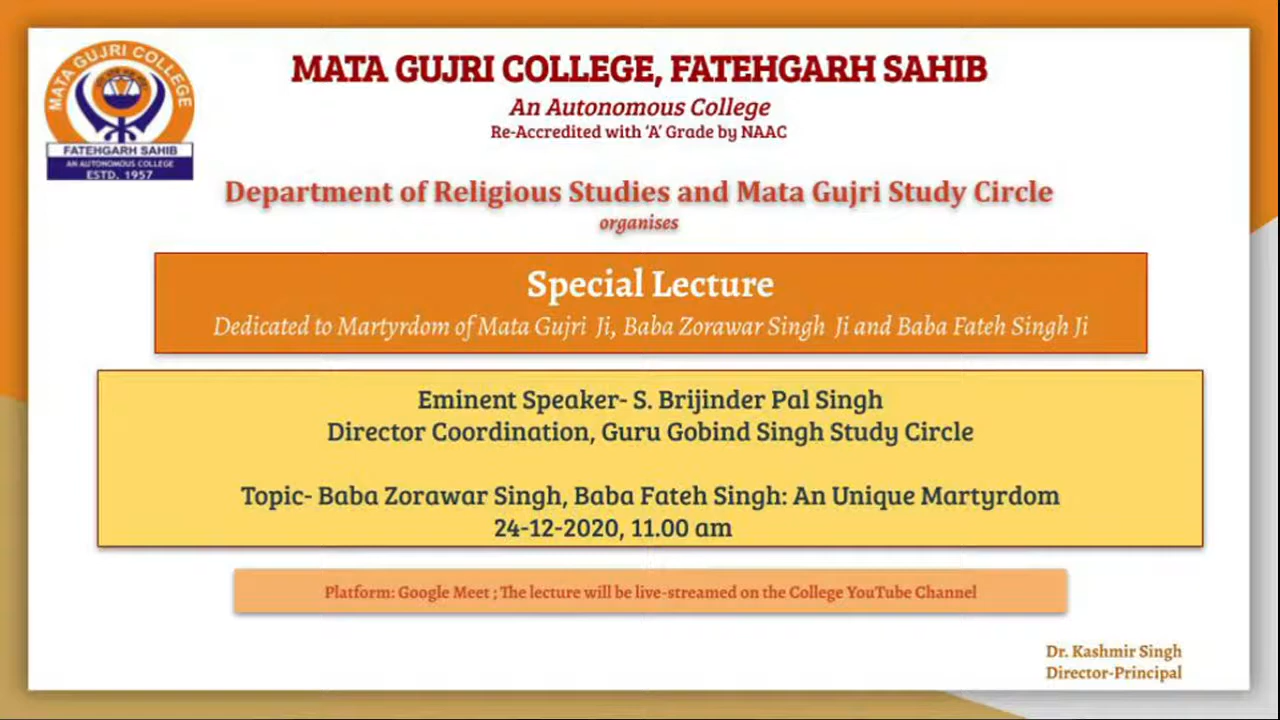 MATA GUJRI COLLEGE
FATEHGARH SAHIB
AN AUTONOMOUS COLLEGE
ESTD. 1957
MATA GUJRI COLLEGE, FATEHGARH SAHIB
An Autonomous College
Re-Accredited with ‘A’ Grade by NAAC
Department of Religious Studies and Mata Gujri Study Circle
organises
Special Lecture
Dedicated to Martyrdom of Mata Gujri Ji, Baba Zorawar Singh Ji and Baba Fateh Singh Ji
Eminent Speaker- S. Brijinder Pal Singh
Director Coordination, Guru Gobind Singh Study Circle
Topic- Baba Zorawar Singh, Baba Fateh Singh: An Unique Martyrdom
24-12-2020, 11.00 am
Platform: Google Meet ; The lecture will be live-streamed on the College YouTube Channel
Dr. Kashmir Singh
Director-Principal